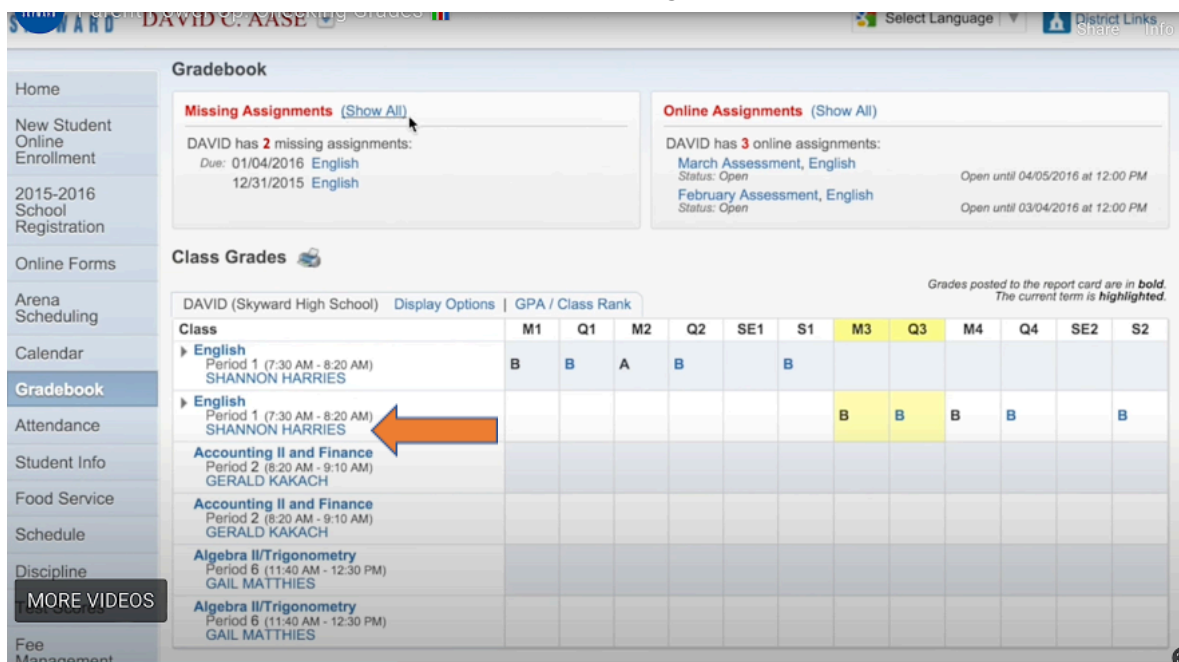 SKYWARD DAVID C. AASE Select Language District Links
Parent Power Up: Checking Grades
Share Info
Home
New Student
Online
Enrollment
2015-2016
School
Registration
Online Forms
Arena
Scheduling
Calendar
Gradebook
Attendance
Student Info
Food Service
Schedule
Discipline
Test Scores
Fee
Management
MORE VIDEOS
Gradebook
Missing Assignments (Show All)
DAVID has 2 missing assignments:
Due: 01/04/2016 English
12/31/2015 English
Online Assignments (Show All)
DAVID has 3 online assignments:
March Assessment, English
Status: Open Open until 04/05/2016 at 12:00 PM
February Assessment, English
Status: Open Open until 03/04/2016 at 12:00 PM
Class Grades
Grades posted to the report card are in bold.
The current term is highlighted.
DAVID (Skyward High School) Display Options | GPA / Class Rank
Class M1 Q1 M2 Q2 SE1 S1 M3 Q3 M4 Q4 SE2 S2
English
Period 1 (7:30 AM - 8:20 AM) B B A B B
SHANNON HARRIES
English
Period 1 (7:30 AM - 8:20 AM) B B B B B
SHANNON HARRIES
Accounting II and Finance
Period 2 (8:20 AM - 9:10 AM)
GERALD KAKACH
Accounting II and Finance
Period 2 (8:20 AM - 9:10 AM)
GERALD KAKACH
Algebra II/Trigonometry
Period 6 (11:40 AM - 12:30 PM)
GAIL MATTHIES
Algebra II/Trigonometry
Period 6 (11:40 AM - 12:30 PM)
GAIL MATTHIES